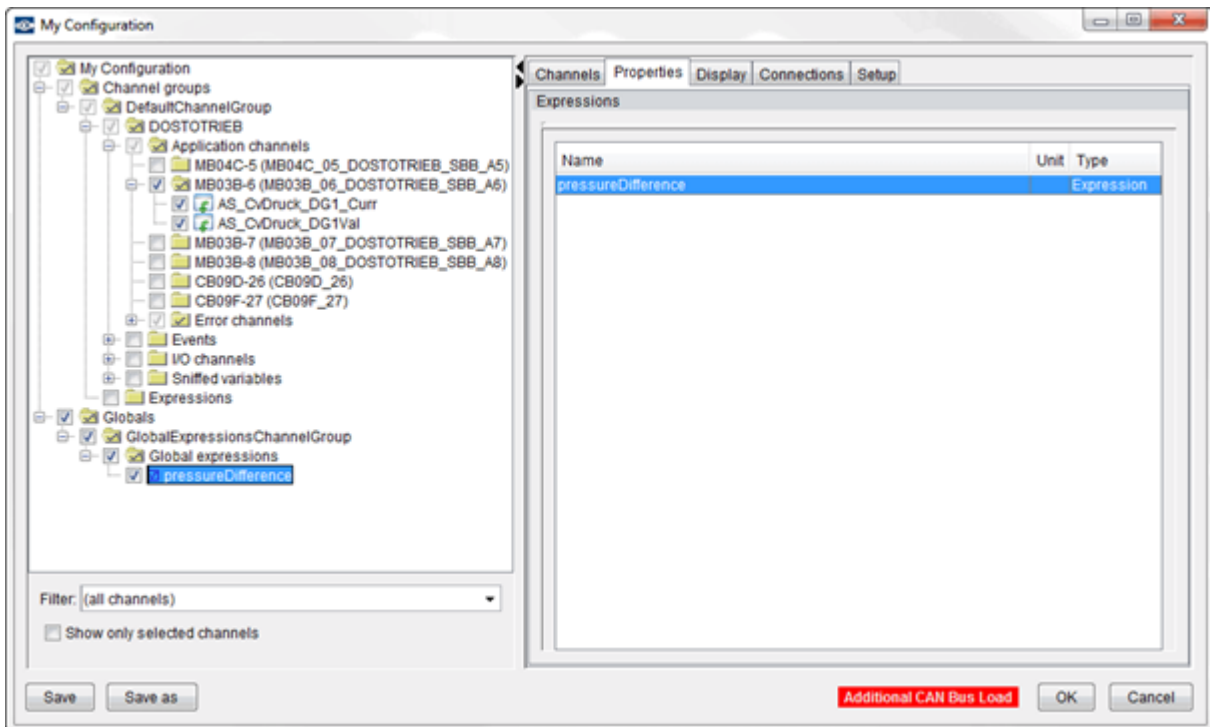 My Configuration
My Configuration
Channel groups
DefaultChannelGroup
DOSTOTRIEB
Application channels
MB04C-5 (MB04C_05_DOSTOTRIEB_SBB_A5)
MB03B-6 (MB03B_06_DOSTOTRIEB_SBB_A6)
AS_CvDruck_DG1_Curr
AS_CvDruck_DG1Val
MB03B-7 (MB03B_07_DOSTOTRIEB_SBB_A7)
MB03B-8 (MB03B_08_DOSTOTRIEB_SBB_A8)
CB09D-26 (CB09D_26)
CB09F-27 (CB09F_27)
Error channels
Events
I/O channels
Sniffed variables
Expressions
Globals
GlobalExpressionsChannelGroup
Global expressions
pressureDifference
Filter: (all channels)
Show only selected channels
Channels Properties Display Connections Setup
Expressions
Name Unit Type
pressureDifference Expression
Save Save as Additional CAN Bus Load OK Cancel